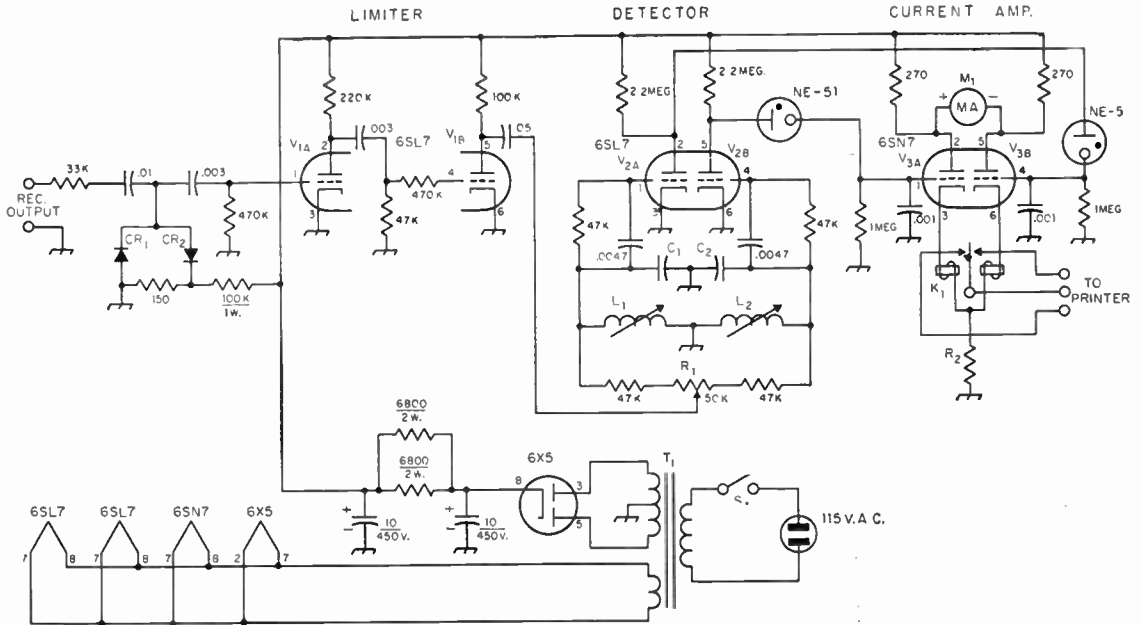 LIMITER
DETECTOR
CURRENT AMP.
220K
100K
2.2MEG
2.2MEG.
NE-51
270
M1
+ MA -
270
NE-5
.003
6SL7
.05
V1A
2
V1B
5
6SL7
V2A
2
5
V2B
6SN7
V3A
2
5
V3B
33K
.01
.003
1
4
1
4
1
4
REC.
OUTPUT
470K
470K
47K
3
6
47K
3
6
47K
1MEG
.001
3
6
.001
1MEG
CR1
CR2
.0047
C1
C2
.0047
K1
TO
PRINTER
150
100K
1W.
L1
L2
R2
R1
47K
50K
47K
6800
2W.
6800
2W.
6X5
T1
8
3
5
S.
115V.A.C.
+
-
10
450V.
+
-
10
450V.
6SL7
6SL7
6SN7
6X5
7
8
7
8
7
8
2
7